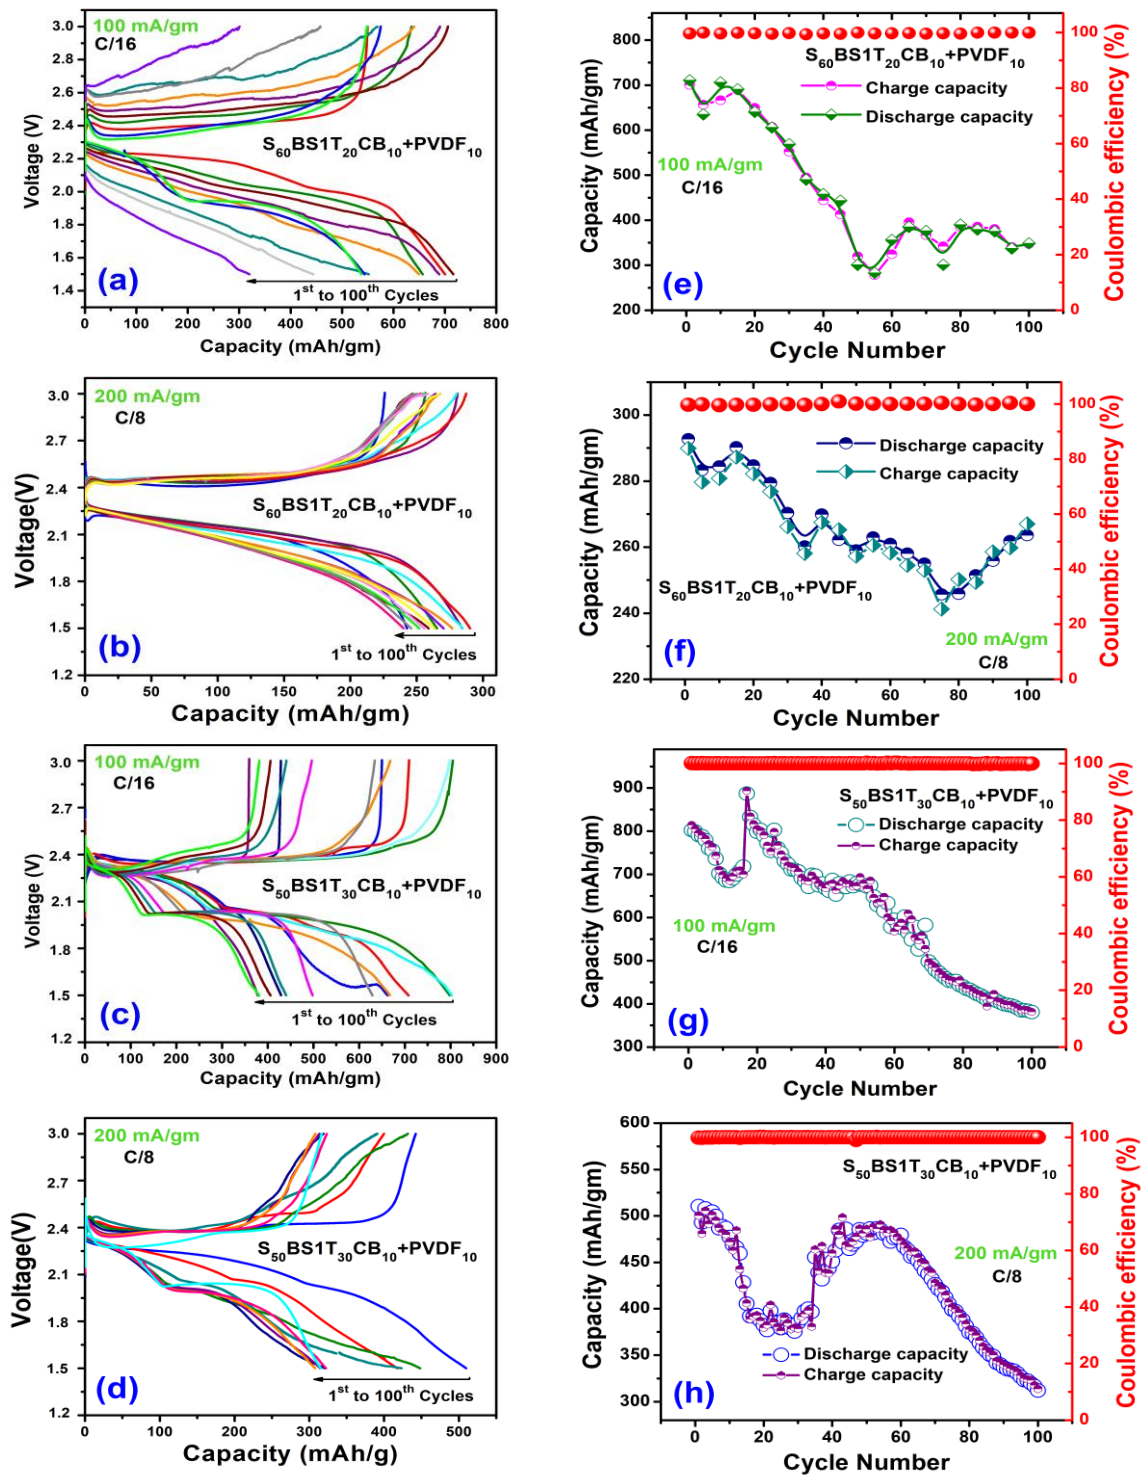 100 mA/gm
C/16
S60BS1T20CB10+PVDF10
(a)
1st to 100th Cycles
Voltage (V)
3.0
2.8
2.6
2.4
2.2
2.0
1.8
1.6
1.4
0 100 200 300 400 500 600 700 800
Capacity (mAh/gm)
S60BS1T20CB10+PVDF10
Charge capacity
Discharge capacity
100 mA/gm
C/16
(e)
Capacity (mAh/gm)
800
700
600
500
400
300
200
Coulombic efficiency (%)
100
80
60
40
20
0
0 20 40 60 80 100
Cycle Number
200 mA/gm
C/8
S60BS1T20CB10+PVDF10
(b)
1st to 100th Cycles
Voltage(V)
3.0
2.7
2.4
2.1
1.8
1.5
1.2
0 50 100 150 200 250 300
Capacity (mAh/gm)
Discharge capacity
Charge capacity
S60BS1T20CB10+PVDF10
200 mA/gm
C/8
(f)
Capacity (mAh/gm)
300
280
260
240
220
Coulombic efficiency (%)
100
80
60
40
20
0
0 20 40 60 80 100
Cycle Number
100 mA/gm
C/16
S50BS1T30CB10+PVDF10
(c)
1st to 100th Cycles
Voltage (V)
3.0
2.7
2.4
2.1
1.8
1.5
1.2
0 100 200 300 400 500 600 700 800 900
Capacity (mAh/gm)
S50BS1T30CB10+PVDF10
Discharge capacity
Charge capacity
100 mA/gm
C/16
(g)
Capacity (mAh/gm)
900
800
700
600
500
400
300
Coulombic efficiency (%)
100
80
60
40
20
0
0 20 40 60 80 100
Cycle Number
200 mA/gm
C/8
S50BS1T30CB10+PVDF10
(d)
1st to 100th Cycles
Voltage(V)
3.0
2.7
2.4
2.1
1.8
1.5
1.2
0 100 200 300 400 500
Capacity (mAh/g)
S50BS1T30CB10+PVDF10
200 mA/gm
C/8
Discharge capacity
Charge capacity
(h)
Capacity (mAh/gm)
600
550
500
450
400
350
300
Coulombic efficiency (%)
100
80
60
40
20
0
0 20 40 60 80 100
Cycle Number